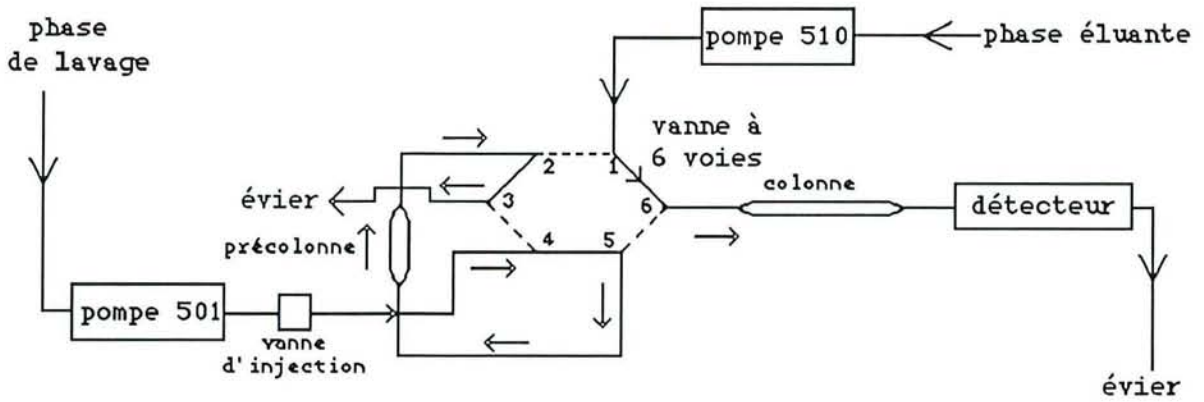 phase
de lavage
pompe 510
phase éluante
vanne à
6 voies
2
1
colonne
évier
3
6
détecteur
précolonne
4
5
pompe 501
vanne
d'injection
évier